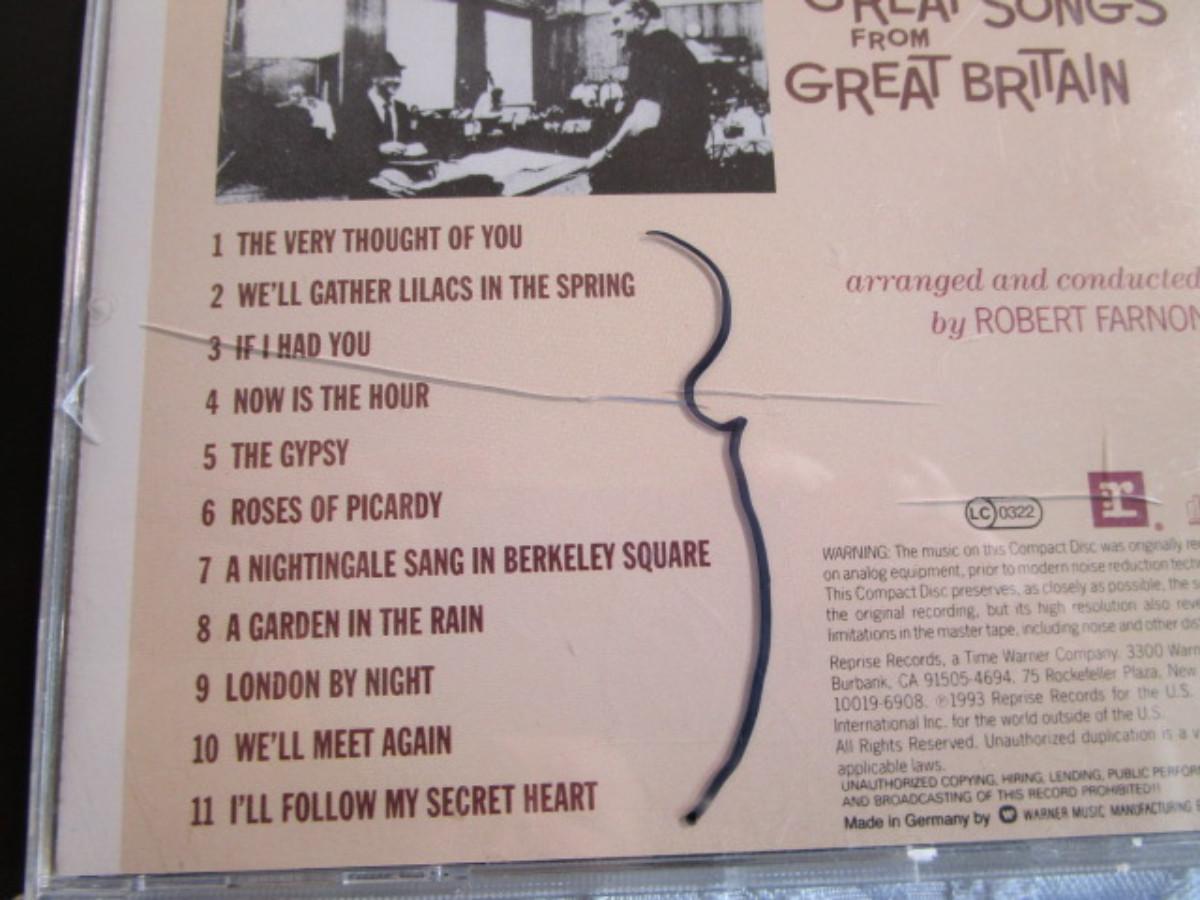 GREAT SONGS
FROM
GREAT BRITAIN
1 THE VERY THOUGHT OF YOU
2 WE'LL GATHER LILACS IN THE SPRING
3 IF I HAD YOU
4 NOW IS THE HOUR
5 THE GYPSY
6 ROSES OF PICARDY
7 A NIGHTINGALE SANG IN BERKELEY SQUARE
8 A GARDEN IN THE RAIN
9 LONDON BY NIGHT
10 WE'LL MEET AGAIN
11 I'LL FOLLOW MY SECRET HEART
arranged and conducted
by ROBERT FARNON
LC 0322
r
WARNING: The music on this Compact Disc was originally
on analog equipment, prior to modern noise reduction
This Compact Disc preserves, as closely as possible, the
the original recording, but its high resolution also
limitations in the master tape, including noise and other
Reprise Records, a Time Warner Company. 3300
Burbank, CA 91505-4694. 75 Rockefeller Plaza, New
10019-6908. ℗1993 Reprise Records for the U.S.
International Inc. for the world outside of the U.S.
All Rights Reserved. Unauthorized duplication is a
applicable laws.
UNAUTHORIZED COPYING, HIRING, LENDING, PUBLIC
AND BROADCASTING OF THIS RECORD PROHIBITED!!
Made in Germany by WARNER MUSIC MANUFACTURING